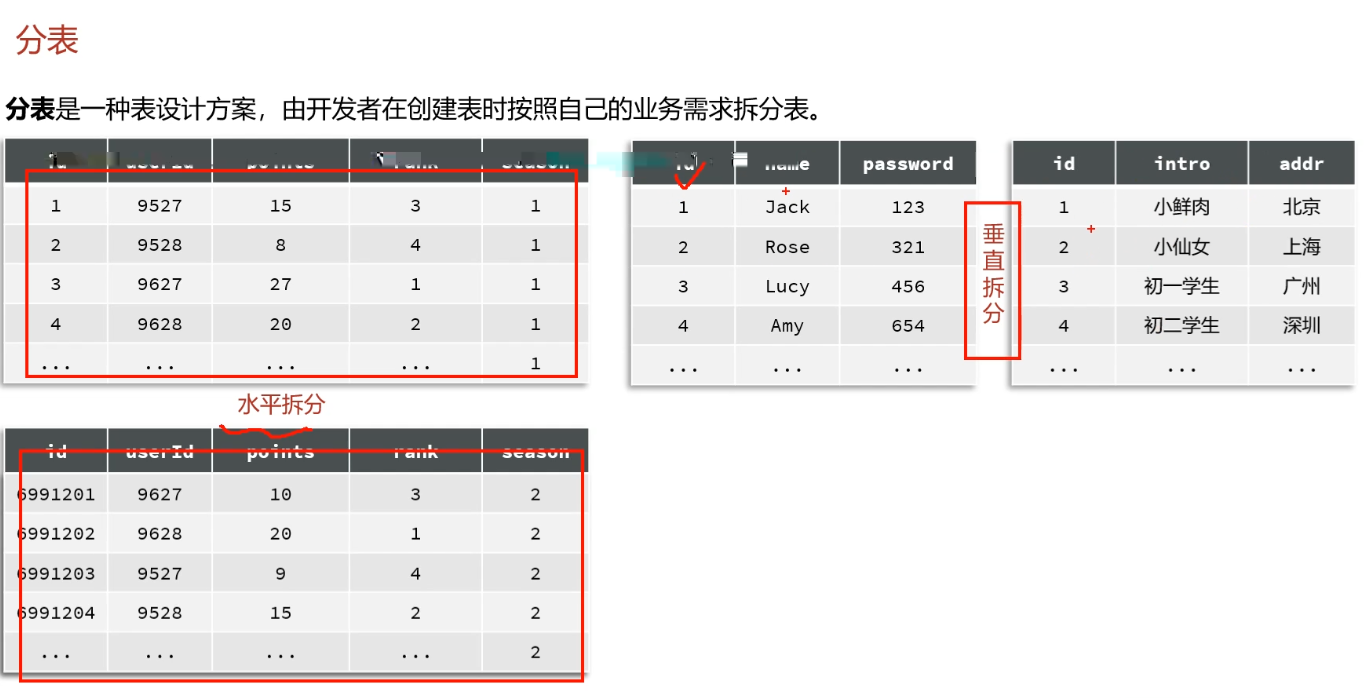 分表
分表是一种表设计方案，由开发者在创建表时按照自己的业务需求拆分表。
id userId points rank season
1 9527 15 3 1
2 9528 8 4 1
3 9627 27 1 1
4 9628 20 2 1
... ... ... ... 1
水平拆分
id userId points rank season
6991201 9627 10 3 2
6991202 9628 20 1 2
6991203 9527 9 4 2
6991204 9528 15 2 2
... ... ... ... 2
id name password
1 Jack 123
2 Rose 321
3 Lucy 456
4 Amy 654
... ... ...
垂直拆分
id intro addr
1 小鲜肉 北京
2 小仙女 上海
3 初一学生 广州
4 初二学生 深圳
... ... ...